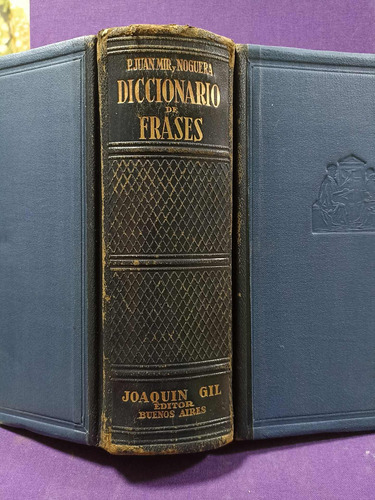 P. JUAN MIR, Y NOGUERA
DICCIONARIO
DE
FRASES
JOAQUIN GIL
EDITOR
BUENOS AIRES